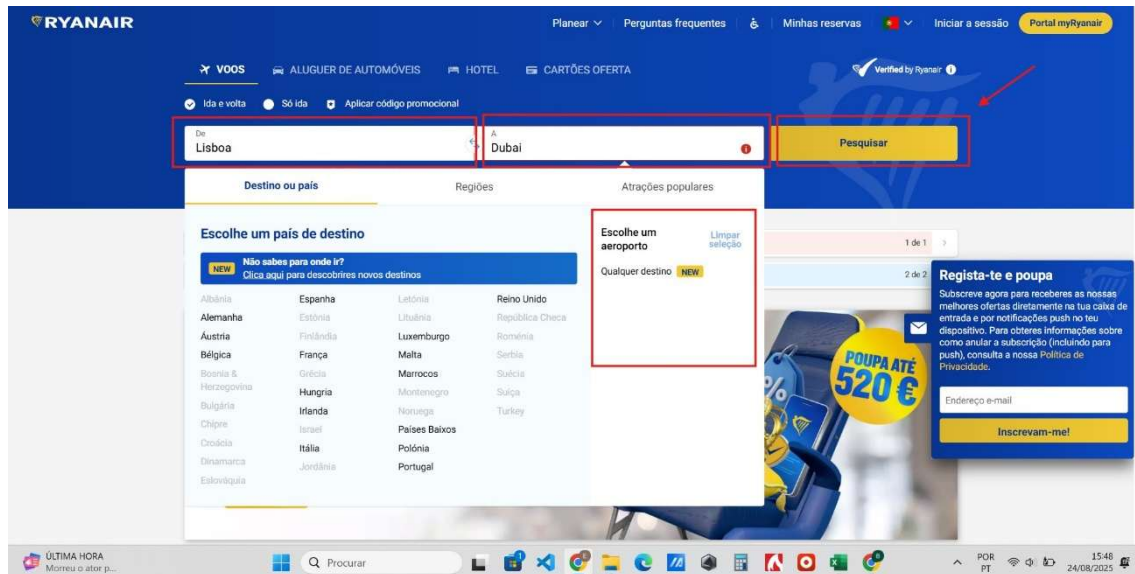 RYANAIR
Planear
Perguntas frequentes
Minhas reservas
Iniciar a sessão
Portal myRyanair
VOOS
ALUGUER DE AUTOMÓVEIS
HOTEL
CARTÕES OFERTA
Verified by Ryanair
Ida e volta
Só ida
Aplicar código promocional
De
Lisboa
A
Dubai
Pesquisar
Destino ou país
Regiões
Atrações populares
Escolhe um país de destino
NEW
Não sabes para onde ir?
Clica aqui para descobrires novos destinos
Albânia
Alemanha
Áustria
Bélgica
Bosnia &
Herzegovina
Bulgária
Chipre
Croácia
Dinamarca
Eslováquia
Espanha
Estónia
Finlândia
França
Grécia
Hungria
Irlanda
Israel
Itália
Jordânia
Letónia
Lituânia
Luxemburgo
Malta
Marrocos
Montenegro
Noruega
Países Baixos
Polónia
Portugal
Reino Unido
República Checa
Roménia
Serbia
Suécia
Suíça
Turkey
Escolhe um
aeroporto
Limpar
seleção
Qualquer destino NEW
1 de 1
2 de 2
Regista-te e poupa
Subscreve agora para receberes as nossas
melhores ofertas diretamente na tua caixa de
entrada e por notificações push no teu
dispositivo. Para obteres informações sobre
como anular a subscrição (incluindo para
push), consulta a nossa Política de
Privacidade.
Endereço e-mail
Inscrevam-me!
POUPA ATÉ
520 €
%
ÚLTIMA HORA
Morreu o ator p...
Procurar
POR
PT
15:48
24/08/2025